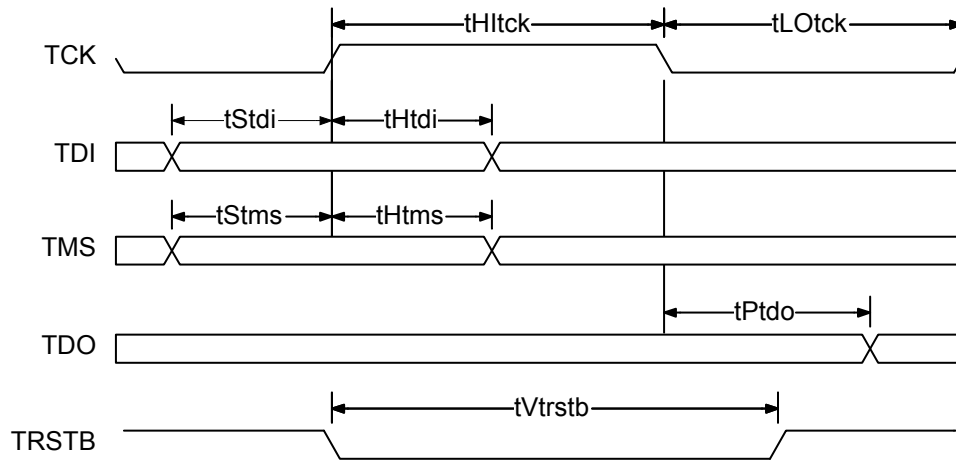 tHItck tLOtck
TCK
tStdi tHtdi
TDI
tStms tHtms
TMS
tPtdo
TDO
tVtrstb
TRSTB